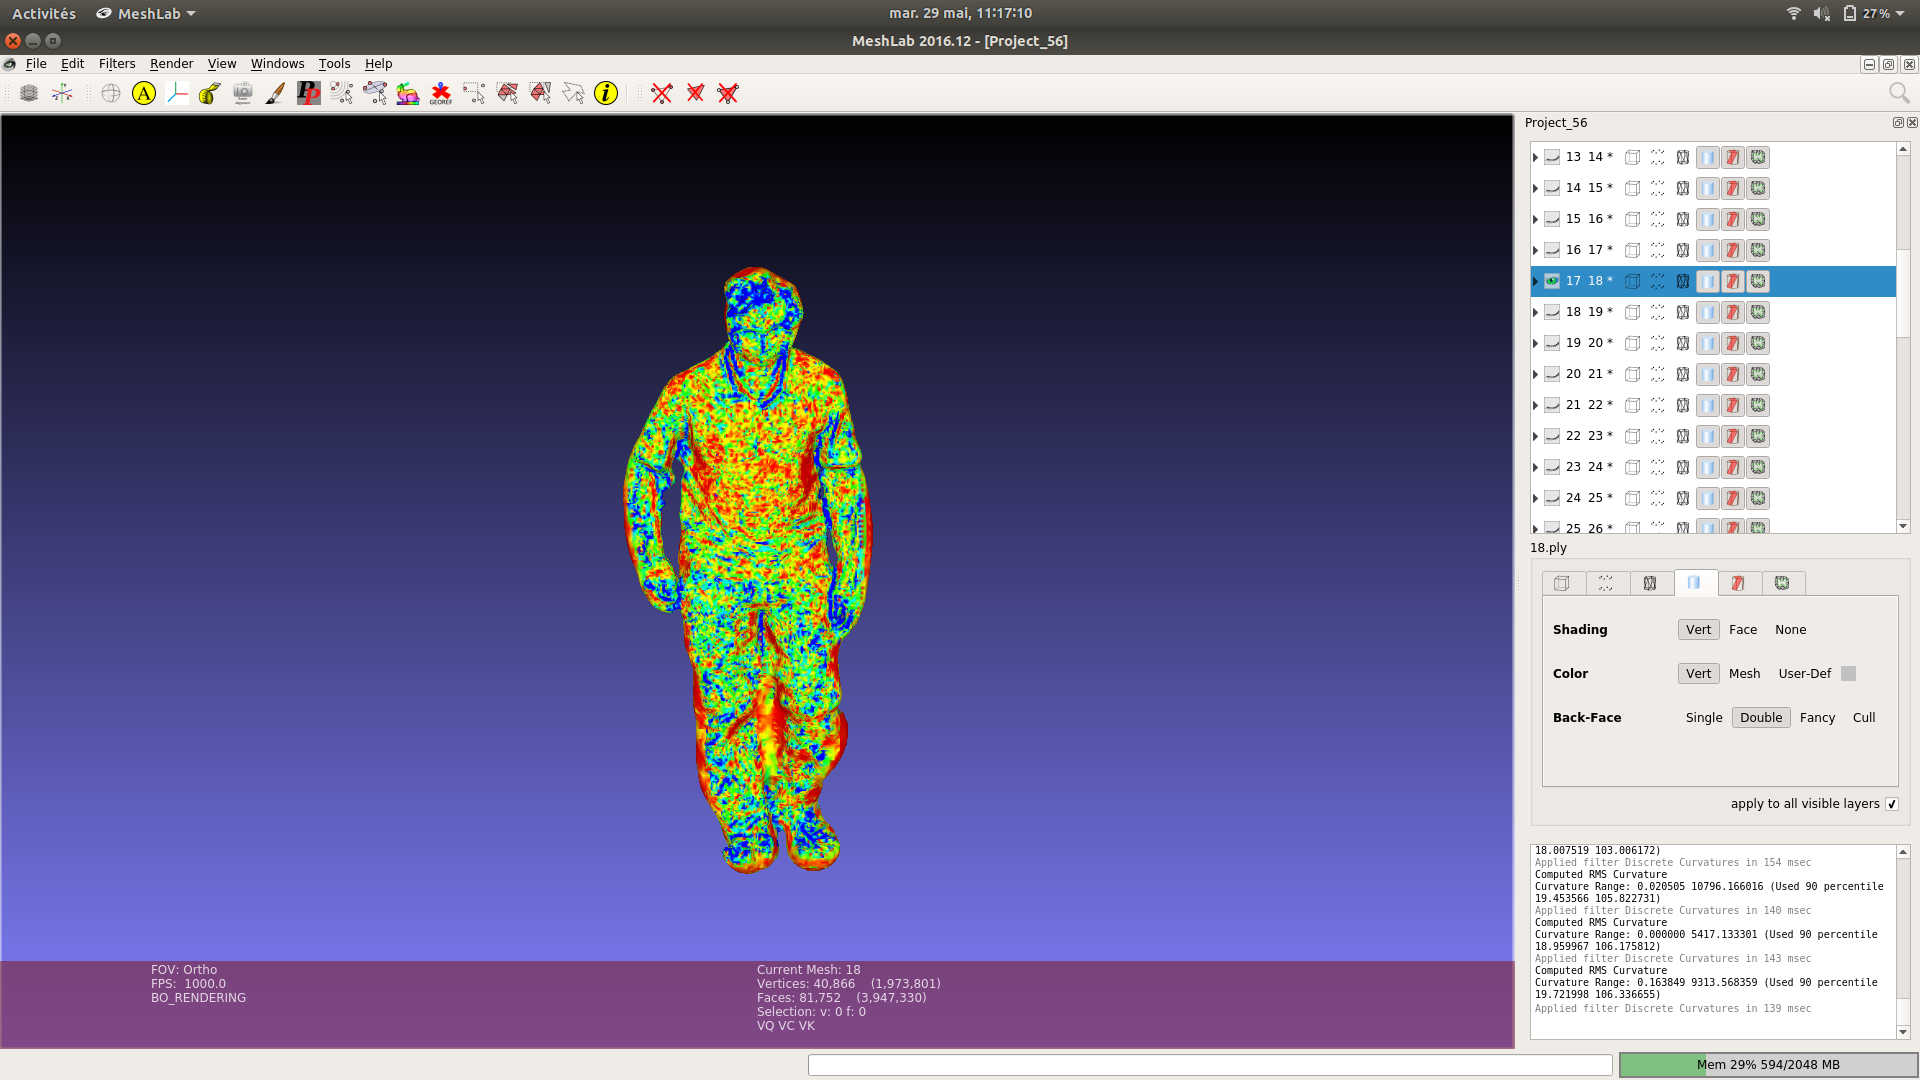 Activités MeshLab mar. 29 mai, 11:17:10 27 %
MeshLab 2016.12 - [Project_56]
File Edit Filters Render View Windows Tools Help
A PP GEOREF i
Project_56
13 14 *
14 15 *
15 16 *
16 17 *
17 18 *
18 19 *
19 20 *
20 21 *
21 22 *
22 23 *
23 24 *
24 25 *
25 26 *
18.ply
Shading Vert Face None
Color Vert Mesh User-Def
Back-Face Single Double Fancy Cull
apply to all visible layers
18.007519 103.006172)
Applied filter Discrete Curvatures in 154 msec
Computed RMS Curvature
Curvature Range: 0.020505 10796.166016 (Used 90 percentile
19.453566 105.822731)
Applied filter Discrete Curvatures in 140 msec
Computed RMS Curvature
Curvature Range: 0.000000 5417.133301 (Used 90 percentile
18.959967 106.175812)
Applied filter Discrete Curvatures in 143 msec
Computed RMS Curvature
Curvature Range: 0.163849 9313.568359 (Used 90 percentile
19.721998 106.336655)
Applied filter Discrete Curvatures in 139 msec
FOV: Ortho
FPS: 1000.0
BO_RENDERING
Current Mesh: 18
Vertices: 40,866 (1,973,801)
Faces: 81,752 (3,947,330)
Selection: v: 0 f: 0
VQ VC VK
Mem 29% 594/2048 MB